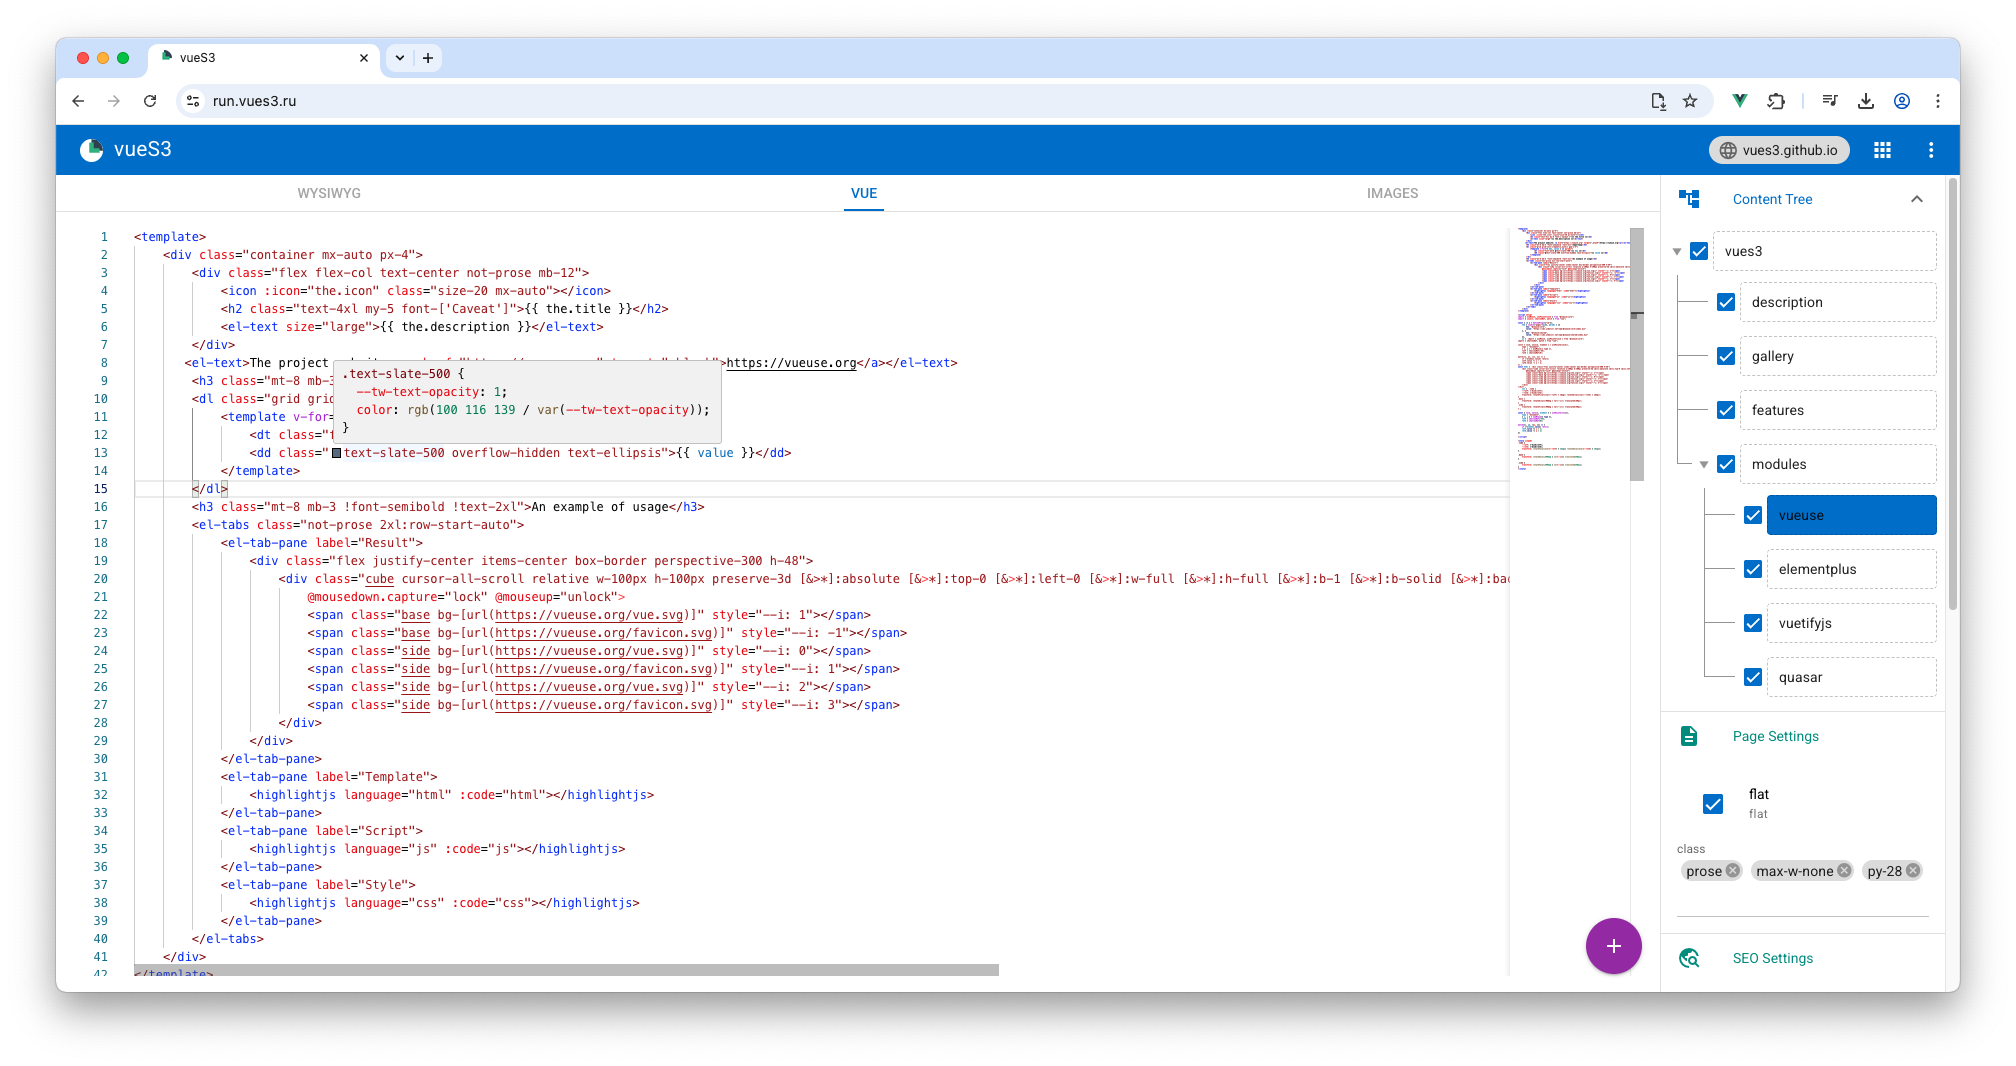 vueS3
run.vues3.ru
vueS3
vues3.github.io
WYSIWYG
VUE
IMAGES
1 <template>
2 <div class="container mx-auto px-4">
3 <div class="flex flex-col text-center not-prose mb-12">
4 <icon :icon="the.icon" class="size-20 mx-auto"></icon>
5 <h2 class="text-4xl my-5 font-['Caveat']">{{ the.title }}</h2>
6 <el-text size="large">{{ the.description }}</el-text>
7 </div>
8 <el-text>The project >https://vueuse.org</a></el-text>
9 <h3 class="mt-8 mb-3
10 <dl class="grid grid
11 <template v-for=
12 <dt class="f
.text-slate-500 {
--tw-text-opacity: 1;
color: rgb(100 116 139 / var(--tw-text-opacity));
}
13 <dd class="text-slate-500 overflow-hidden text-ellipsis">{{ value }}</dd>
14 </template>
15 </dl>
16 <h3 class="mt-8 mb-3 !font-semibold !text-2xl">An example of usage</h3>
17 <el-tabs class="not-prose 2xl:row-start-auto">
18 <el-tab-pane label="Result">
19 <div class="flex justify-center items-center box-border perspective-300 h-48">
20 <div class="cube cursor-all-scroll relative w-100px h-100px preserve-3d [&>*]:absolute [&>*]:top-0 [&>*]:left-0 [&>*]:w-full [&>*]:h-full [&>*]:b-1 [&>*]:b-solid [&>*]:bac
21 @mousedown.capture="lock" @mouseup="unlock">
22 <span class="base bg-[url(https://vueuse.org/vue.svg)]" style="--i: 1"></span>
23 <span class="base bg-[url(https://vueuse.org/favicon.svg)]" style="--i: -1"></span>
24 <span class="side bg-[url(https://vueuse.org/vue.svg)]" style="--i: 0"></span>
25 <span class="side bg-[url(https://vueuse.org/favicon.svg)]" style="--i: 1"></span>
26 <span class="side bg-[url(https://vueuse.org/vue.svg)]" style="--i: 2"></span>
27 <span class="side bg-[url(https://vueuse.org/favicon.svg)]" style="--i: 3"></span>
28 </div>
29 </div>
30 </el-tab-pane>
31 <el-tab-pane label="Template">
32 <highlightjs language="html" :code="html"></highlightjs>
33 </el-tab-pane>
34 <el-tab-pane label="Script">
35 <highlightjs language="js" :code="js"></highlightjs>
36 </el-tab-pane>
37 <el-tab-pane label="Style">
38 <highlightjs language="css" :code="css"></highlightjs>
39 </el-tab-pane>
40 </el-tabs>
41 </div>
42 </template>
Content Tree
vues3
description
gallery
features
modules
vueuse
elementplus
vuetifyjs
quasar
Page Settings
flat
flat
class
prose max-w-none py-28
SEO Settings